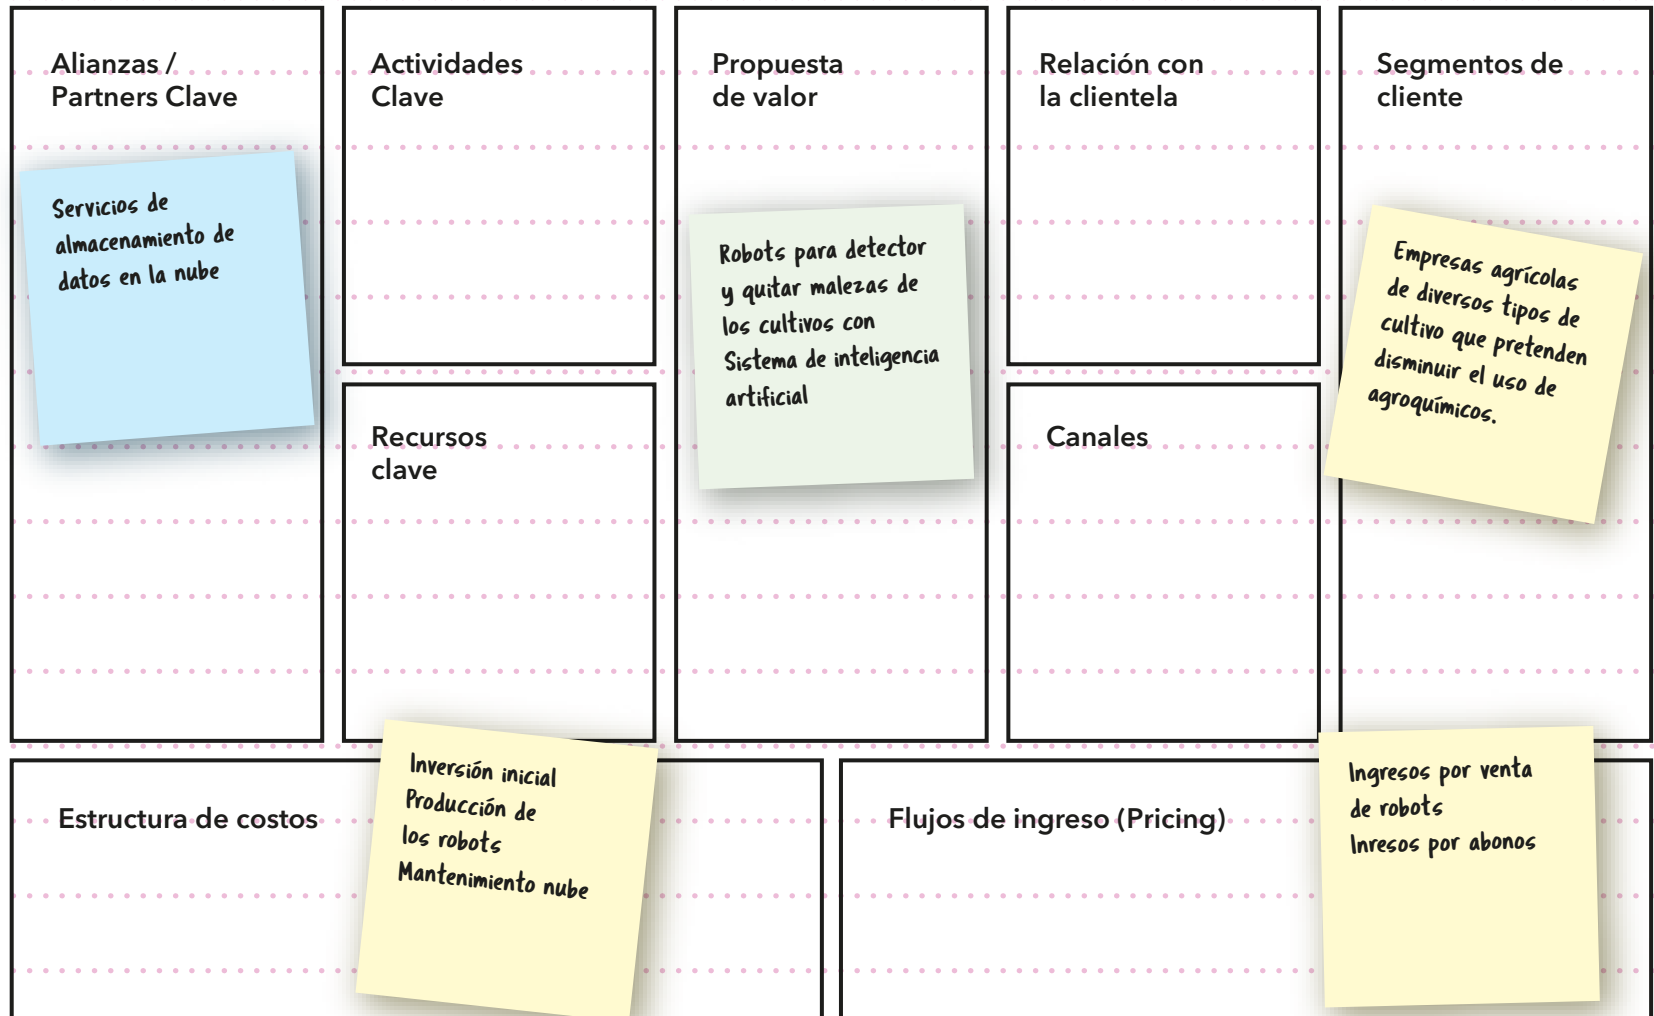 Alianzas /
Partners Clave
Servicios de
almacenamiento de
datos en la nube
Actividades
Clave
Recursos
clave
Propuesta
de valor
Robots para detector
y quitar malezas de
los cultivos con
Sistema de inteligencia
artificial
Relación con
la clientela
Canales
Segmentos de
cliente
Empresas agrícolas
de diversos tipos de
cultivo que pretenden
disminuir el uso de
agroquímicos.
Estructura de costos
Inversión inicial
Producción de
los robots
Mantenimiento nube
Flujos de ingreso (Pricing)
Ingresos por venta
de robots
Inresos por abonos